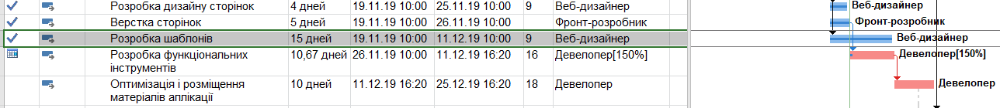 Розробка дизайну сторінок 4 дней 19.11.19 10:00 25.11.19 10:00 9 Веб-дизайнер Веб-дизайнер
Верстка сторінок 5 дней 19.11.19 10:00 26.11.19 10:00 Фронт-розробник Фронт-розробник
Розробка шаблонів 15 дней 19.11.19 10:00 11.12.19 10:00 9 Веб-дизайнер Веб-дизайнер
Розробка функціональних 10,67 дней 26.11.19 10:00 11.12.19 16:20 16 Девелопер[150%] Девелопер[150%]
інструментів
Оптимізація і розміщення 10 дней 11.12.19 16:20 25.12.19 16:20 18 Девелопер Девелопер
матеріалів аплікації